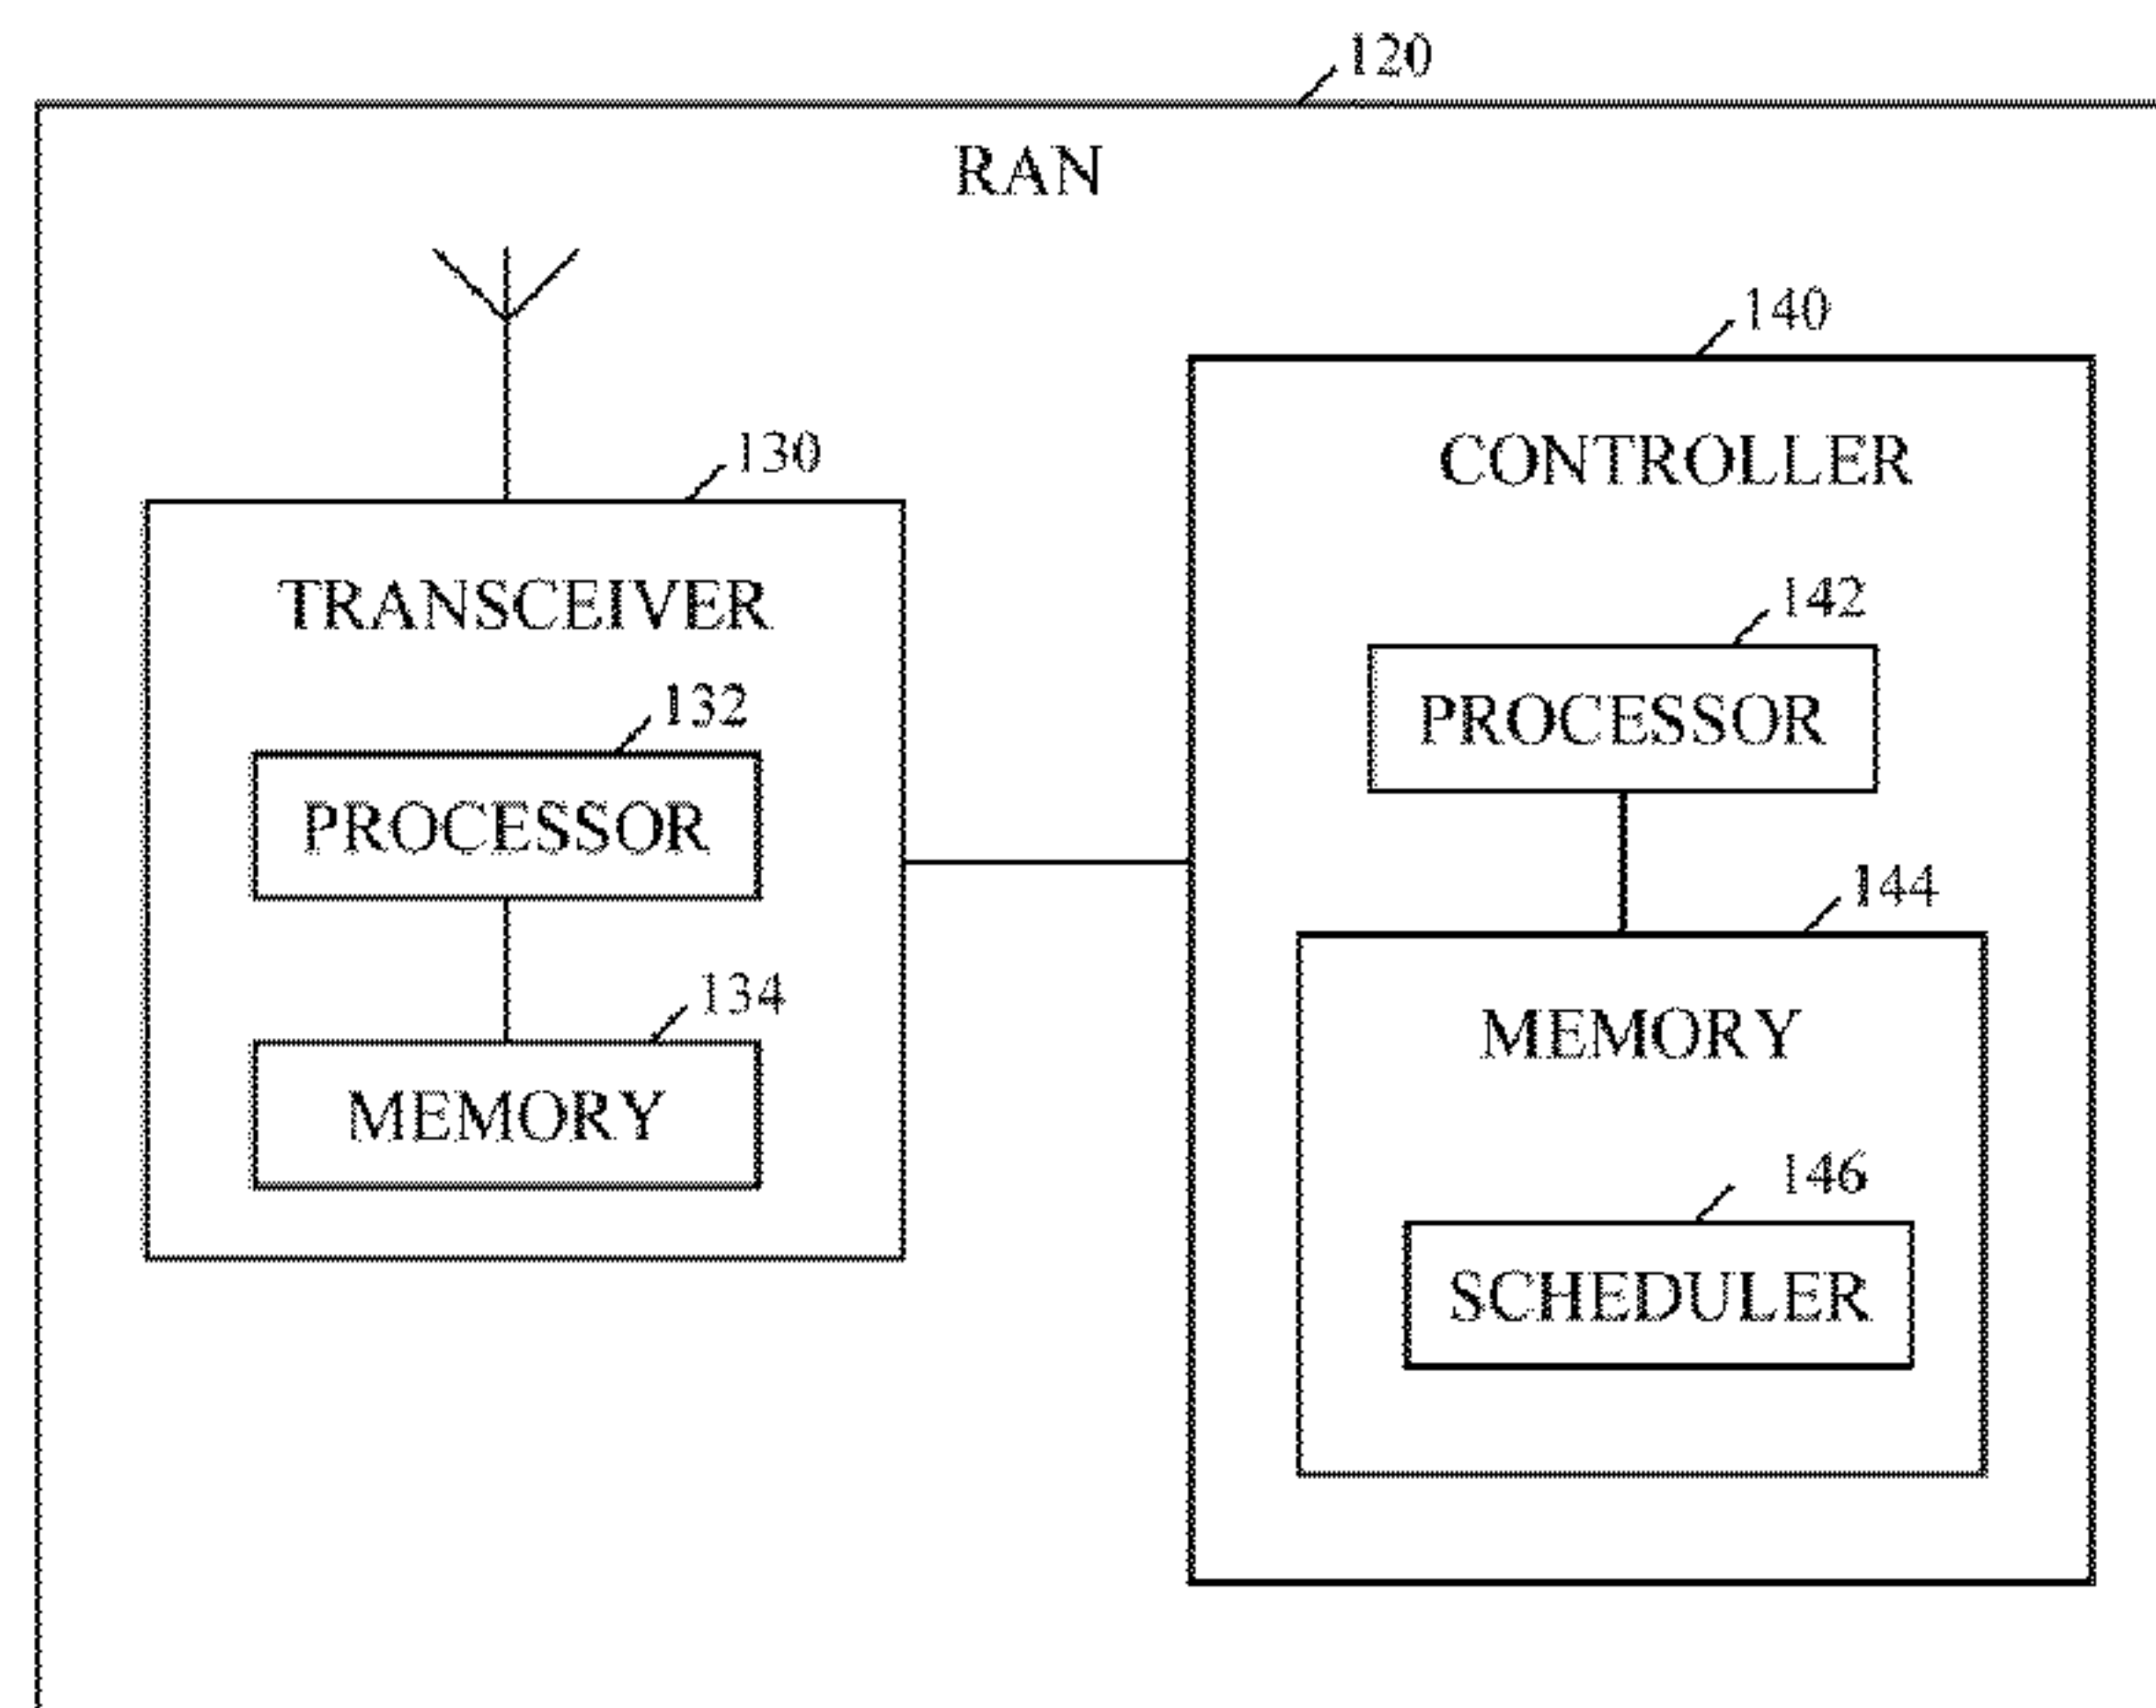 120
RAN
140
130
CONTROLLER
TRANSCEIVER
142
132
PROCESSOR
PROCESSOR
144
134
MEMORY
MEMORY
146
SCHEDULER